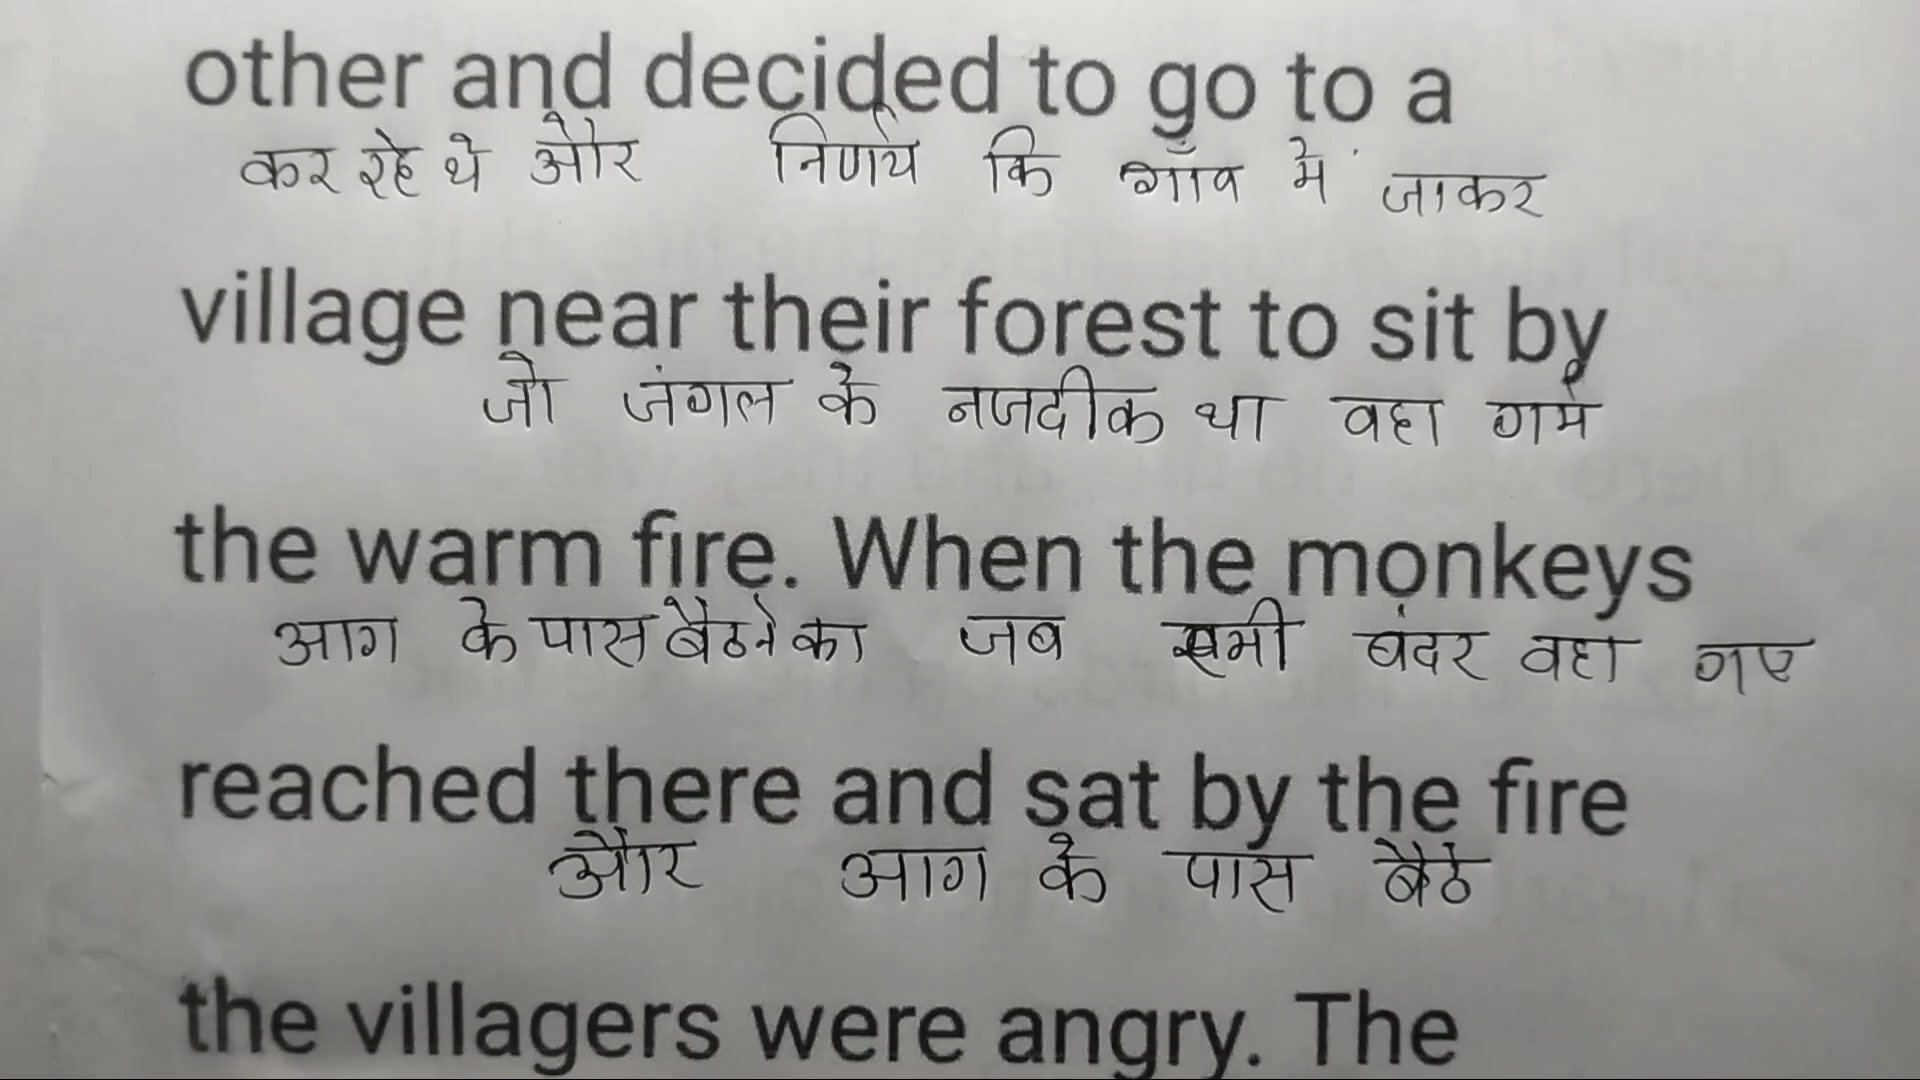 other and decided to go to a
कर रहे थे और निर्णय कि गाँव में जाकर
village near their forest to sit by
जो जंगल के नजदीक था वहा गर्म
the warm fire. When the monkeys
आग के पास बैठने का जब सभी बंदर वहा गए
reached there and sat by the fire
और आग के पास बैठे
the villagers were angry. The